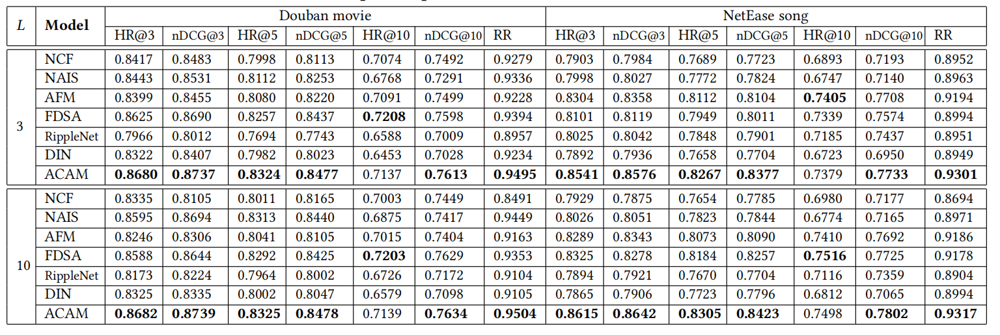 L Model Douban movie NetEase song
HR@3 nDCG@3 HR@5 nDCG@5 HR@10 nDCG@10 RR HR@3 nDCG@3 HR@5 nDCG@5 HR@10 nDCG@10 RR
3
NCF 0.8417 0.8483 0.7998 0.8113 0.7074 0.7492 0.9279 0.7903 0.7984 0.7689 0.7723 0.6893 0.7193 0.8952
NAIS 0.8443 0.8531 0.8112 0.8253 0.6768 0.7291 0.9336 0.7998 0.8027 0.7772 0.7824 0.6747 0.7140 0.8963
AFM 0.8399 0.8455 0.8080 0.8220 0.7091 0.7499 0.9228 0.8304 0.8358 0.8112 0.8104 0.7405 0.7708 0.9194
FDSA 0.8625 0.8690 0.8257 0.8437 0.7208 0.7598 0.9394 0.8101 0.8119 0.7949 0.8011 0.7339 0.7574 0.8994
RippleNet 0.7966 0.8012 0.7694 0.7743 0.6588 0.7009 0.8957 0.8025 0.8042 0.7848 0.7901 0.7185 0.7437 0.8951
DIN 0.8322 0.8407 0.7982 0.8023 0.6453 0.7028 0.9234 0.7892 0.7936 0.7658 0.7704 0.6723 0.6950 0.8949
ACAM 0.8680 0.8737 0.8324 0.8477 0.7137 0.7613 0.9495 0.8541 0.8576 0.8267 0.8377 0.7379 0.7733 0.9301
10
NCF 0.8335 0.8105 0.8011 0.8165 0.7003 0.7449 0.8491 0.7929 0.7875 0.7654 0.7785 0.6980 0.7177 0.8694
NAIS 0.8595 0.8694 0.8313 0.8440 0.6875 0.7417 0.9449 0.8026 0.8051 0.7823 0.7844 0.6774 0.7165 0.8971
AFM 0.8246 0.8306 0.8041 0.8105 0.7015 0.7404 0.9163 0.8289 0.8343 0.8073 0.8090 0.7410 0.7692 0.9186
FDSA 0.8588 0.8644 0.8292 0.8425 0.7203 0.7629 0.9353 0.8325 0.8278 0.8184 0.8257 0.7516 0.7725 0.9178
RippleNet 0.8173 0.8224 0.7964 0.8002 0.6726 0.7172 0.9104 0.7894 0.7921 0.7670 0.7704 0.7116 0.7359 0.8904
DIN 0.8325 0.8335 0.8002 0.8047 0.6579 0.7098 0.9105 0.7865 0.7906 0.7723 0.7796 0.6812 0.7065 0.8994
ACAM 0.8682 0.8739 0.8325 0.8478 0.7139 0.7634 0.9504 0.8615 0.8642 0.8305 0.8423 0.7498 0.7802 0.9317